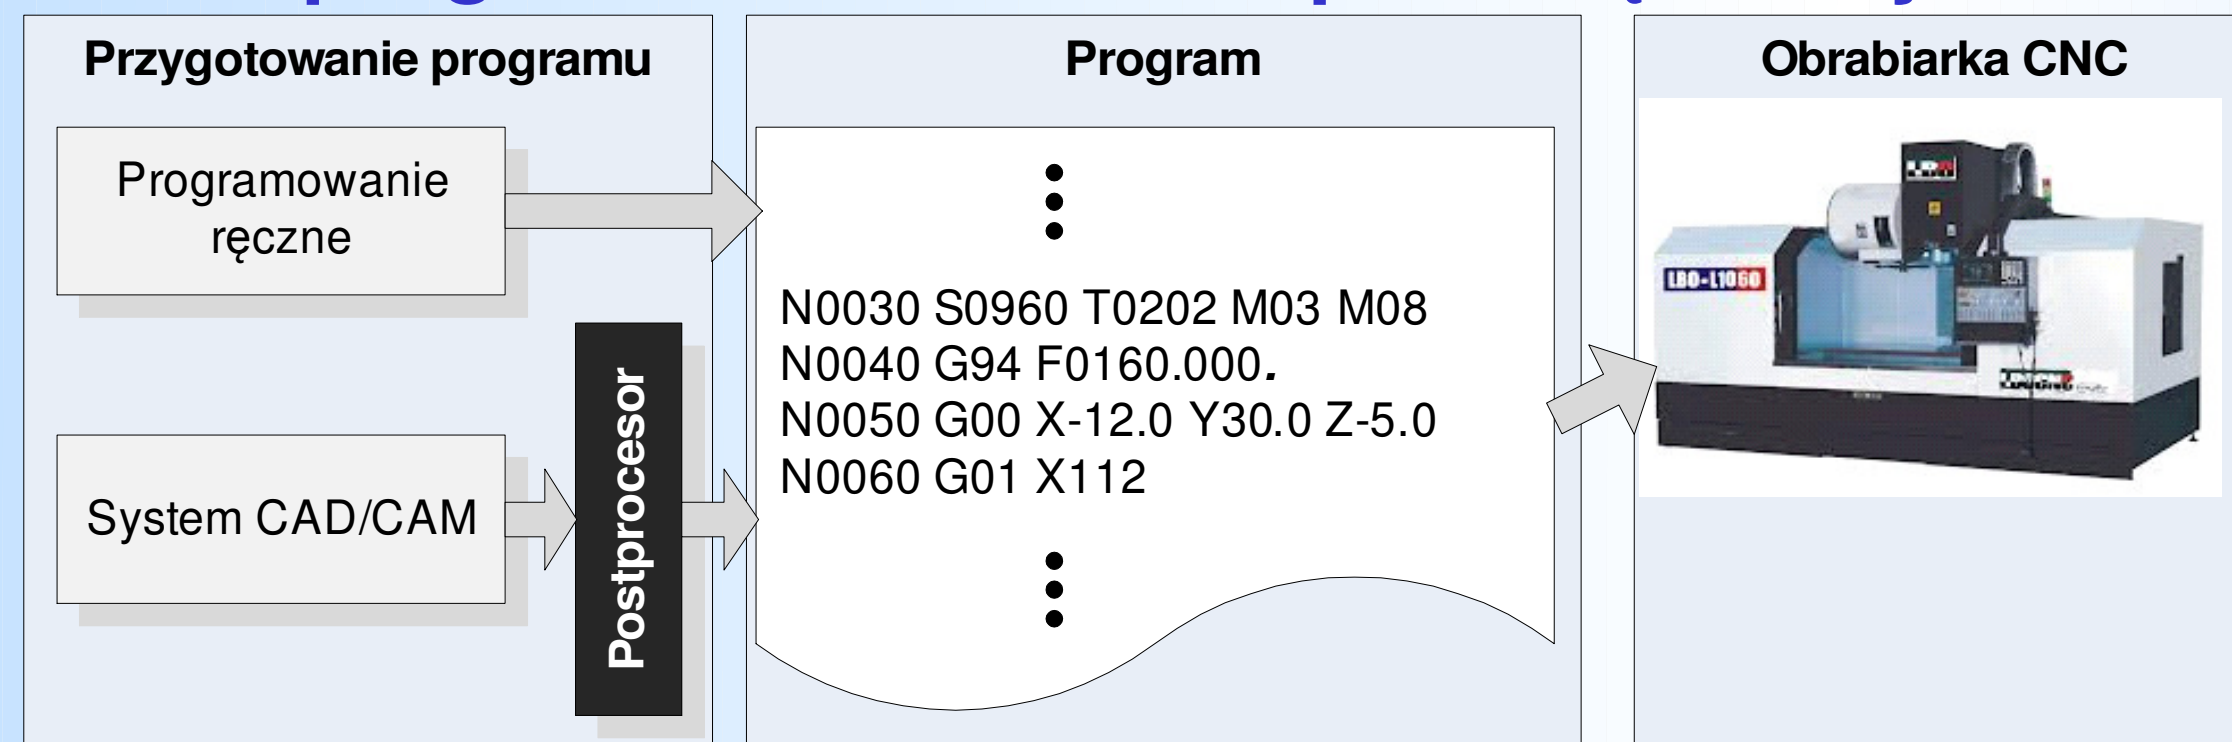 Przygotowanie programu
Programowanie
ręczne
System CAD/CAM
Postprocesor
Program
N0030 S0960 T0202 M03 M08
N0040 G94 F0160.000.
N0050 G00 X-12.0 Y30.0 Z-5.0
N0060 G01 X112
Obrabiarka CNC
LBO-L1060